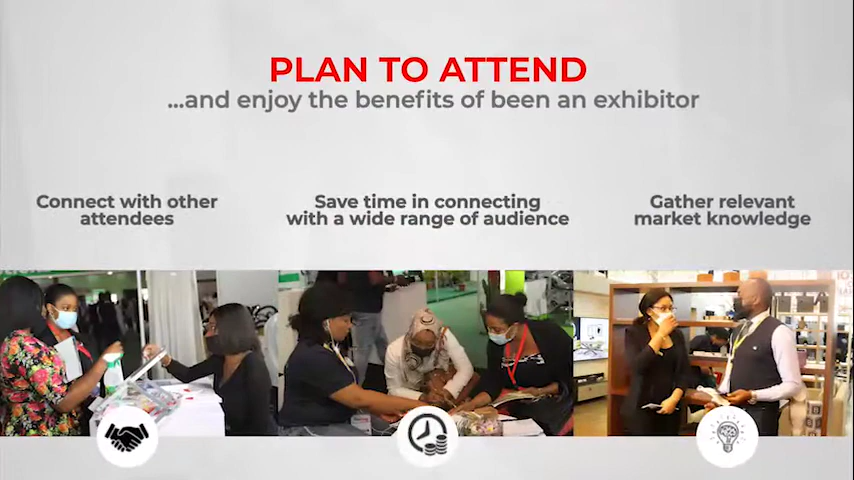 PLAN TO ATTEND
...and enjoy the benefits of been an exhibitor
Connect with other
attendees
Save time in connecting
with a wide range of audience
Gather relevant
market knowledge